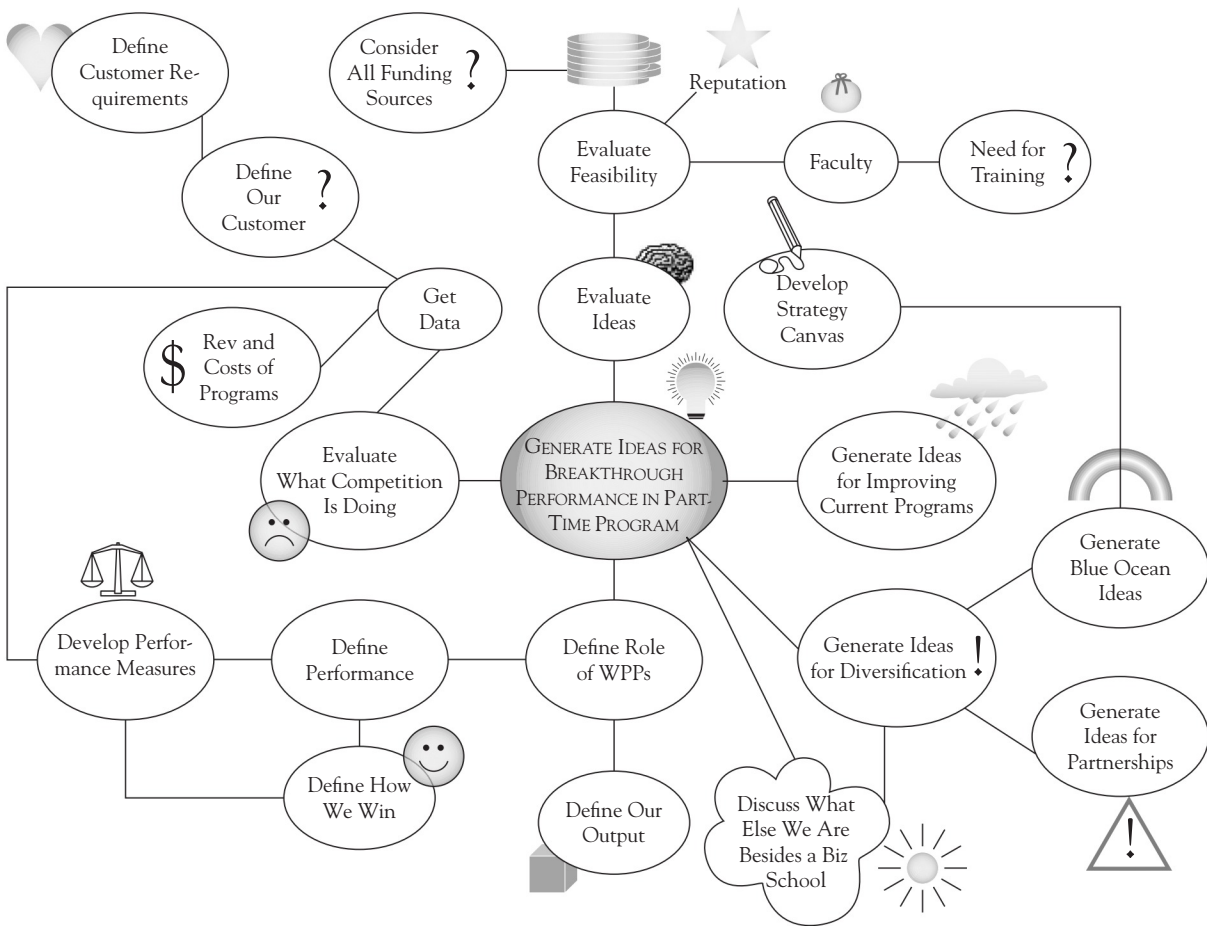 Define
Customer Re-
quirements
Consider
All Funding
Sources
?
Reputation
Evaluate
Feasibility
Faculty
Need for
Training
?
Define
Our
Customer
?
Get
Data
Evaluate
Ideas
Develop
Strategy
Canvas
$
Rev and
Costs of
Programs
Evaluate
What Competition
Is Doing
GENERATE IDEAS FOR
BREAKTHROUGH
PERFORMANCE IN PART-
TIME PROGRAM
Generate Ideas
for Improving
Current Programs
Generate
Blue Ocean
Ideas
Develop Perfor-
mance Measures
Define
Performance
Define Role
of WPPs
Generate Ideas
for Diversification
!
Generate
Ideas for
Partnerships
!
Define How
We Win
Define Our
Output
Discuss What
Else We Are
Besides a Biz
School